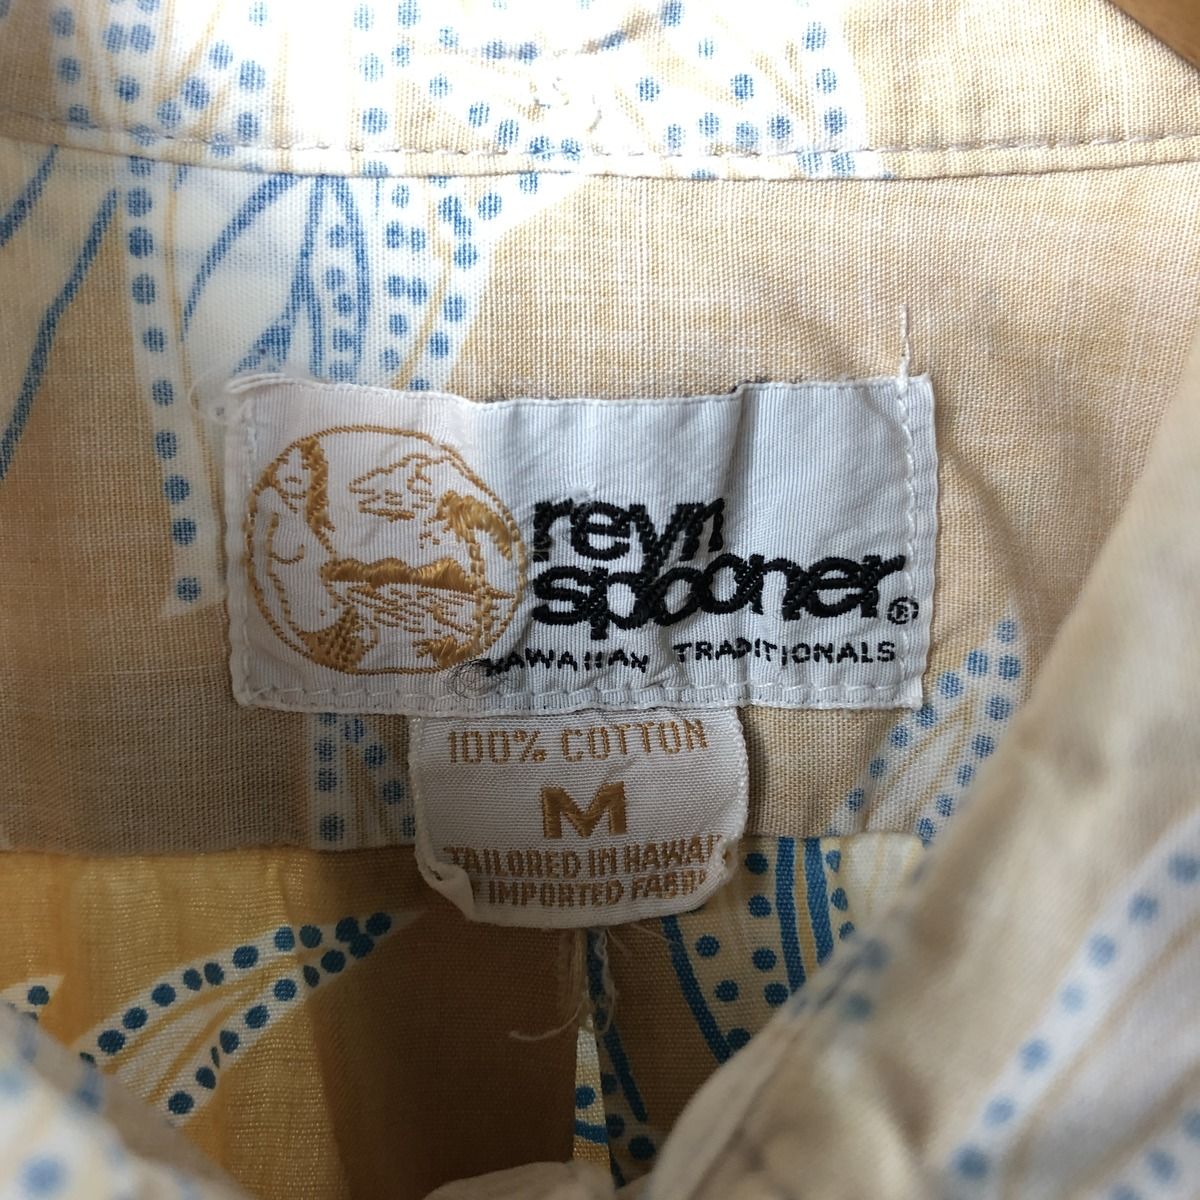 reyn
spooner®
HAWAIIAN TRADITIONALS
100% COTTON
M
TAILORED IN HAWAII
OF IMPORTED FABRIC